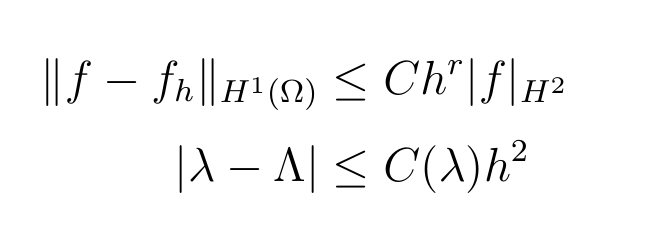 ‖f − f_h‖_{H^1(Ω)} ≤ Ch^r|f|_{H^2}
|λ − Λ| ≤ C(λ)h^2